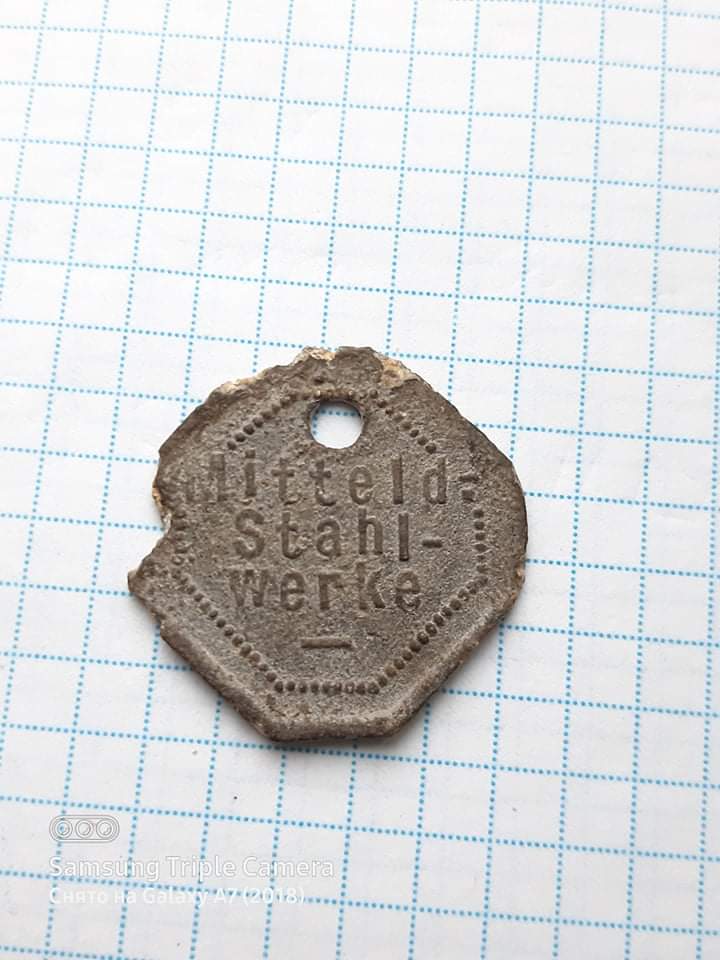 Mitteld-
Stahl-
werke
Samsung Triple Camera
Снято на Galaxy A7 (2018)